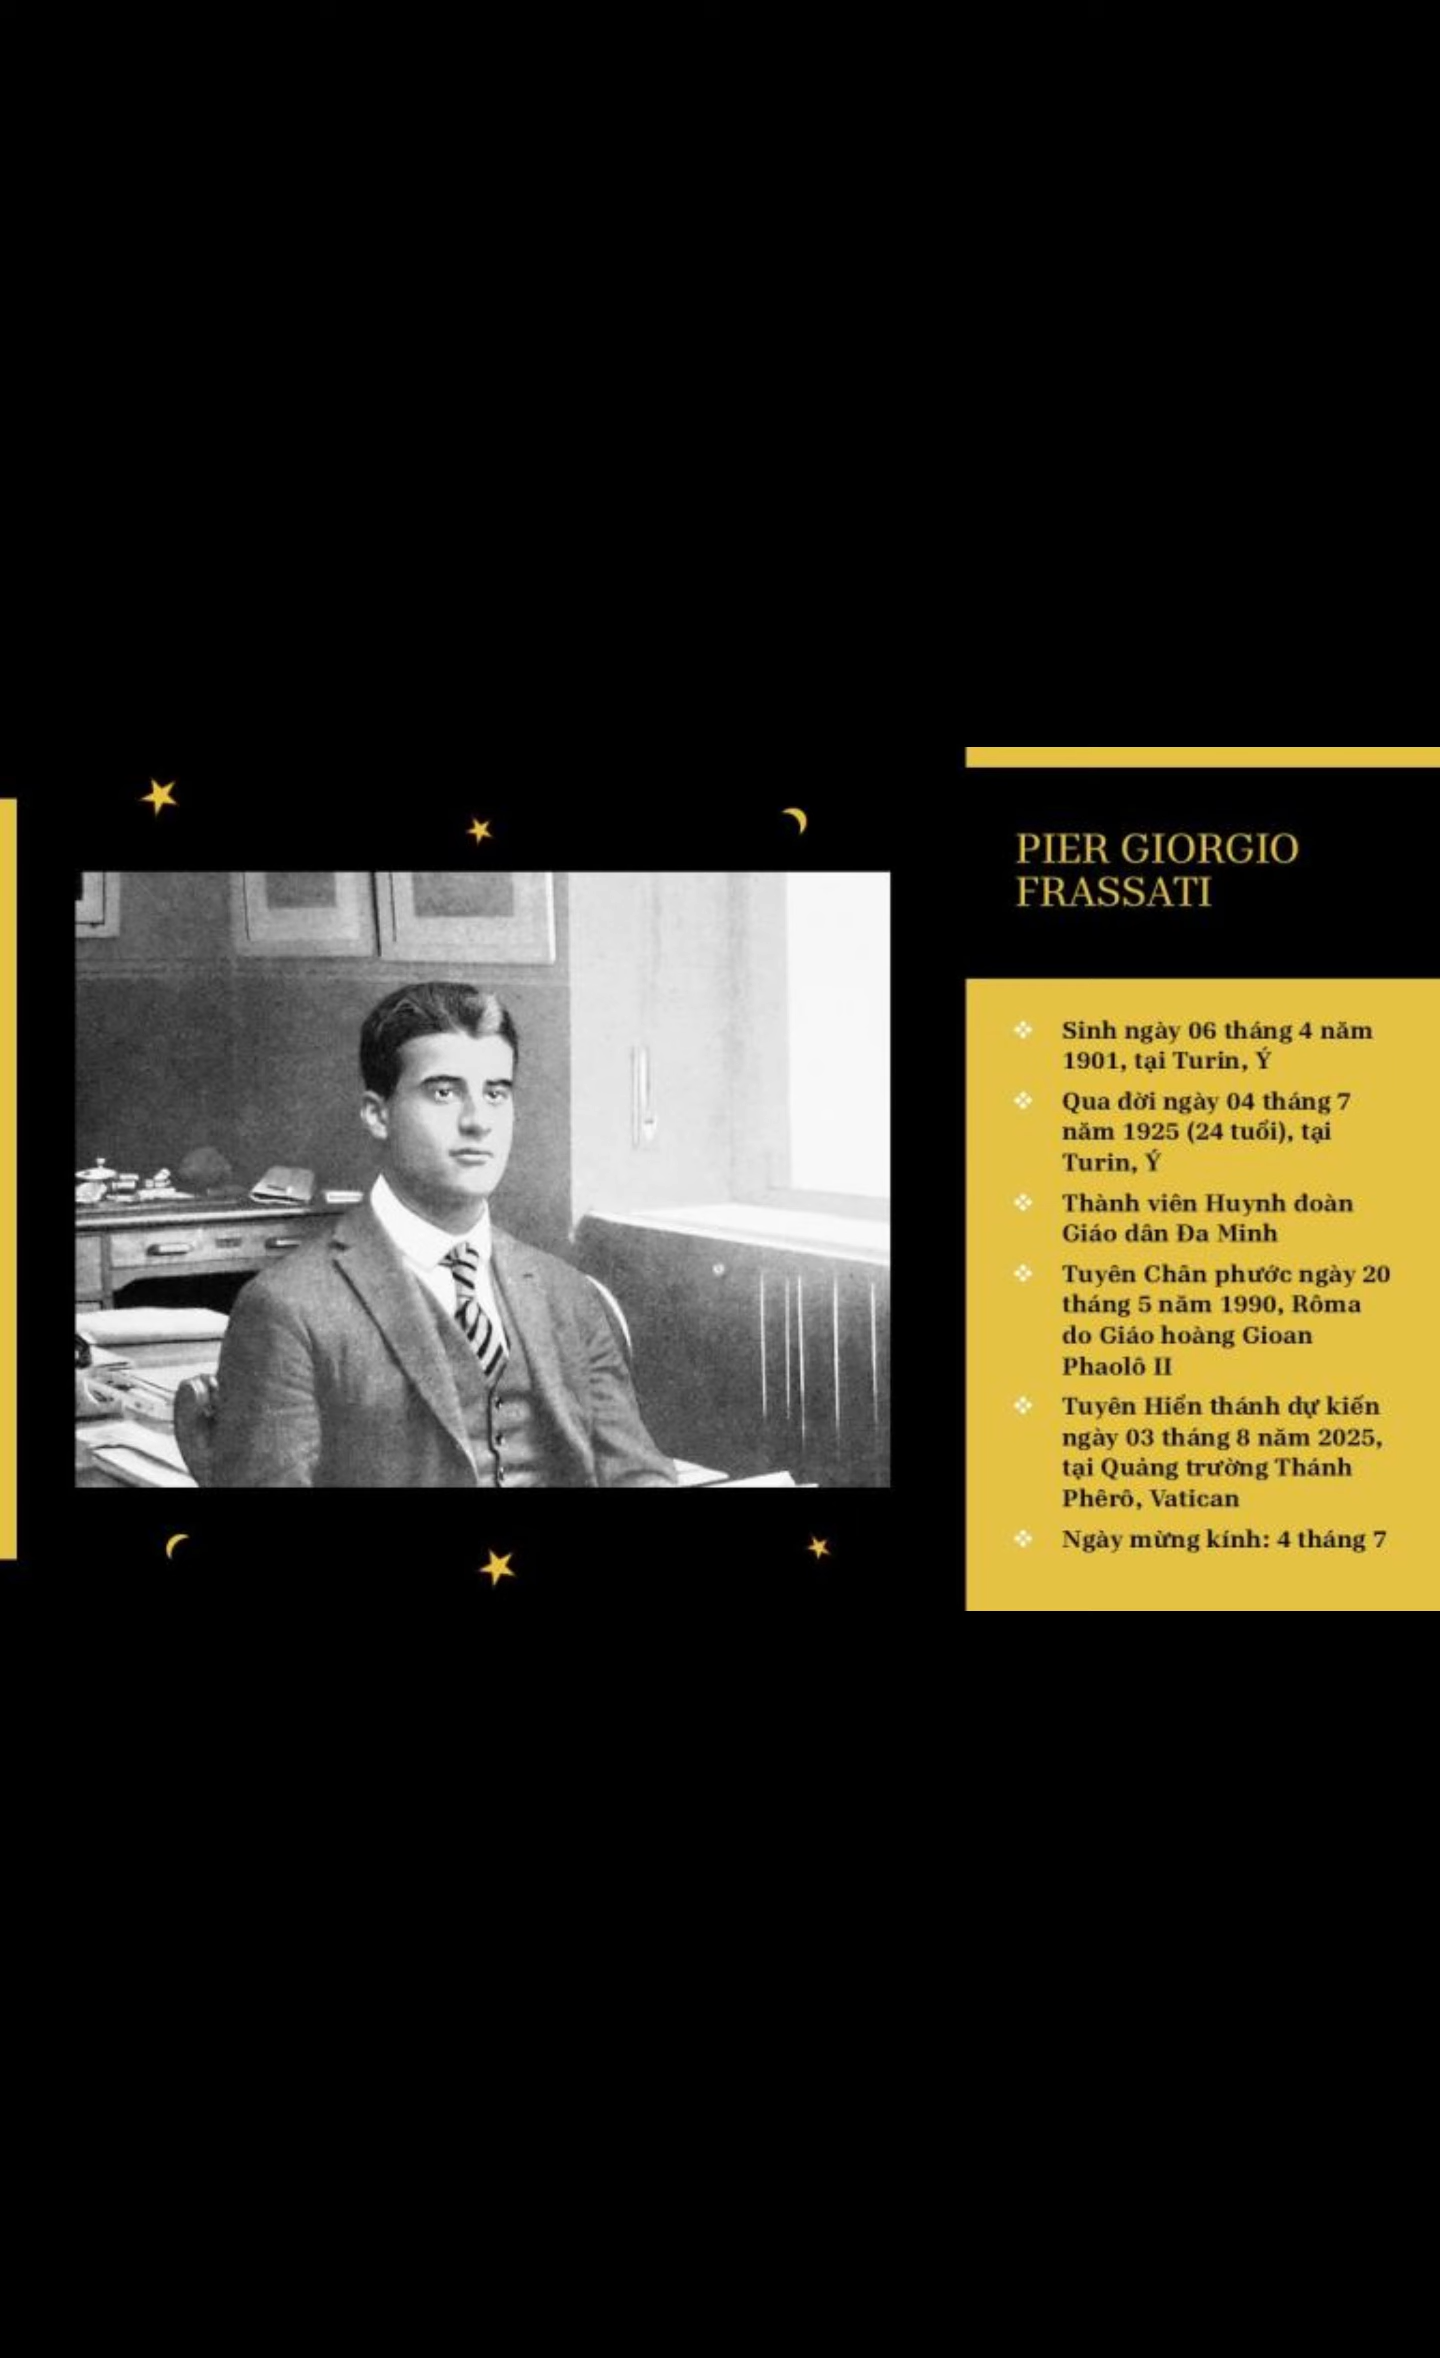 PIER GIORGIO
FRASSATI
Sinh ngày 06 tháng 4 năm
1901, tại Turin, Ý
Qua đời ngày 04 tháng 7
năm 1925 (24 tuổi), tại
Turin, Ý
Thành viên Huynh đoàn
Giáo dân Đa Minh
Tuyên Chân phước ngày 20
tháng 5 năm 1990, Rôma
do Giáo hoàng Gioan
Phaolô II
Tuyên Hiển thánh dự kiến
ngày 03 tháng 8 năm 2025,
tại Quảng trường Thánh
Phêrô, Vatican
Ngày mừng kính: 4 tháng 7